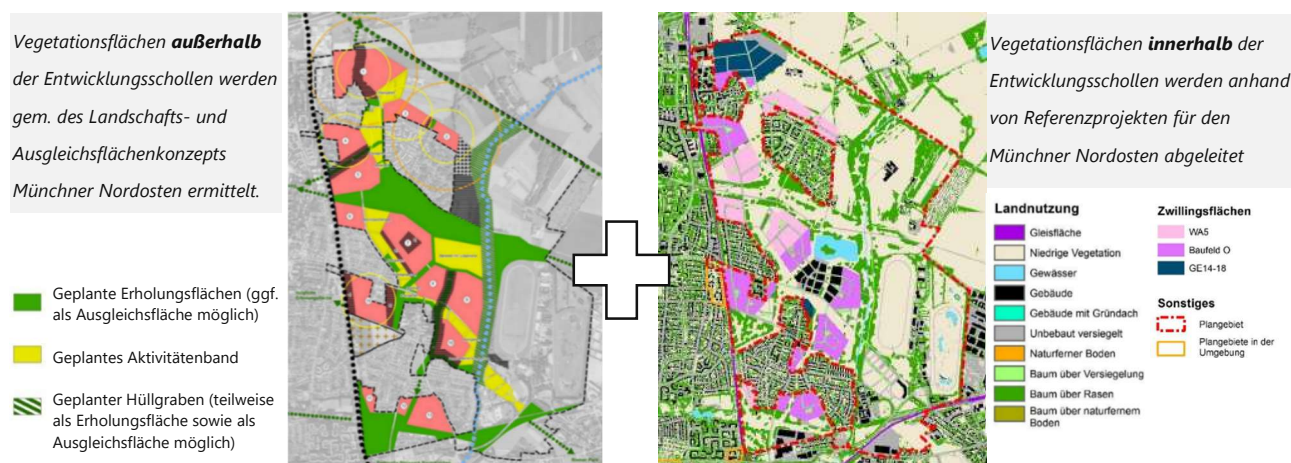 Vegetationsflächen außerhalb
der Entwicklungsschollen werden
gem. des Landschafts- und
Ausgleichsflächenkonzepts
Münchner Nordosten ermittelt.
Geplante Erholungsflächen (ggf.
als Ausgleichsfläche möglich)
Geplantes Aktivitätenband
Geplanter Hüllgraben (teilweise
als Erholungsfläche sowie als
Ausgleichsfläche möglich)
Vegetationsflächen innerhalb der
Entwicklungsschollen werden anhand
von Referenzprojekten für den
Münchner Nordosten abgeleitet
Landnutzung
Gleisfläche
Niedrige Vegetation
Gewässer
Gebäude
Gebäude mit Gründach
Unbebaut versiegelt
Naturferner Boden
Baum über Versiegelung
Baum über Rasen
Baum über naturfernem
Boden
Zwillingsflächen
WA5
Baufeld O
GE14-18
Sonstiges
Plangebiet
Plangebiete in der
Umgebung